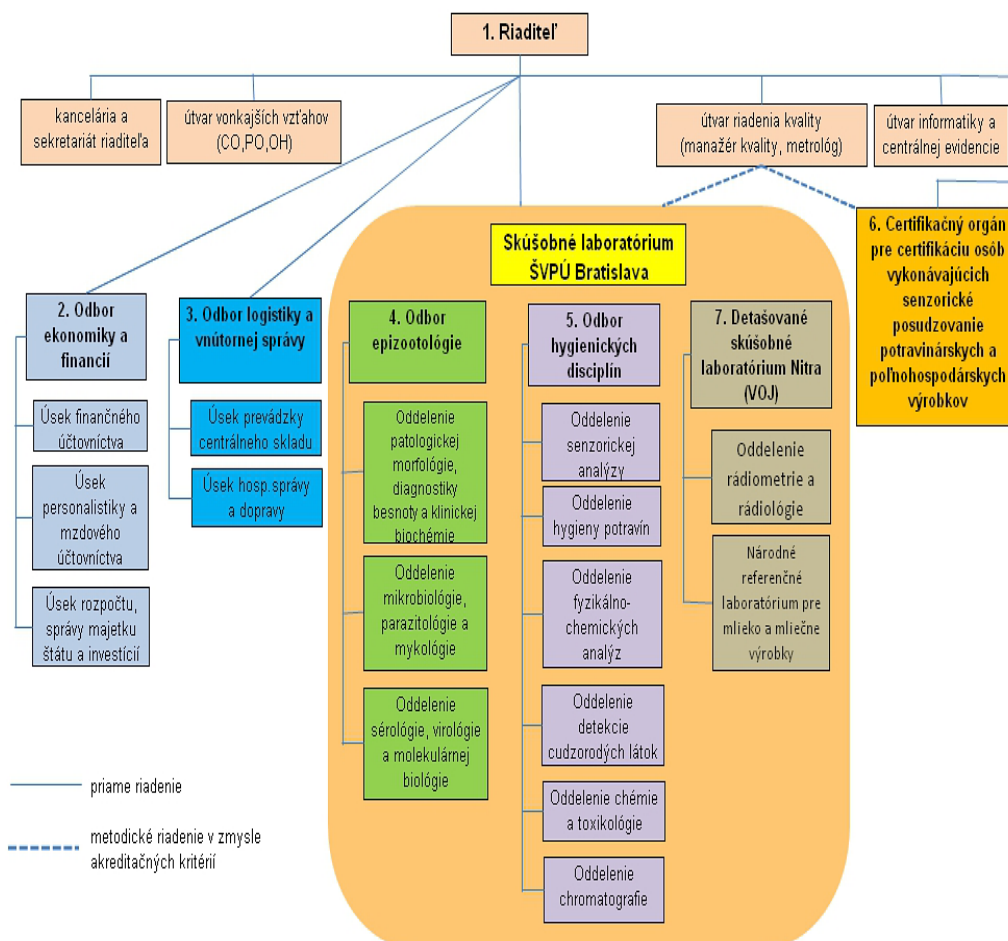 1. Riaditeľ
kancelária a
sekretariát riaditeľa
útvar vonkajších vzťahov
(CO,PO,OH)
útvar riadenia kvality
(manažér kvality, metrológ)
útvar informatiky a
centrálnej evidencie
2. Odbor
ekonomiky a
financií
Úsek finančného
účtovníctva
Úsek
personalistiky a
mzdového
účtovníctva
Úsek rozpočtu,
správy majetku
štátu a investícií
3. Odbor logistiky a
vnútornej správy
Úsek prevádzky
centrálneho skladu
Úsek hosp.správy
a dopravy
Skúšobné laboratórium
ŠVPÚ Bratislava
4. Odbor
epizootológie
Oddelenie
patologickej
morfológie,
diagnostiky
besnoty a klinickej
biochémie
Oddelenie
mikrobiológie,
parazitológie a
mykológie
Oddelenie
sérológie, virológie
a molekulárnej
biológie
5. Odbor
hygienických
disciplín
Oddelenie
senzorickej
analýzy
Oddelenie
hygieny potravín
Oddelenie
fyzikálno-
chemických
analýz
Oddelenie
detekcie
cudzorodých látok
Oddelenie chémie
a toxikológie
Oddelenie
chromatografie
7. Detašované
skúšobné
laboratórium Nitra
(VOJ)
Oddelenie
rádiometrie a
rádiológie
Národné
referenčné
laboratórium pre
mlieko a mliečne
výrobky
6. Certifikačný orgán
pre certifikáciu osôb
vykonávajúcich
senzorické
posudzovanie
potravinárskych a
poľnohospodárskych
výrobkov
priame riadenie
metodické riadenie v zmysle
akreditačných kritérií